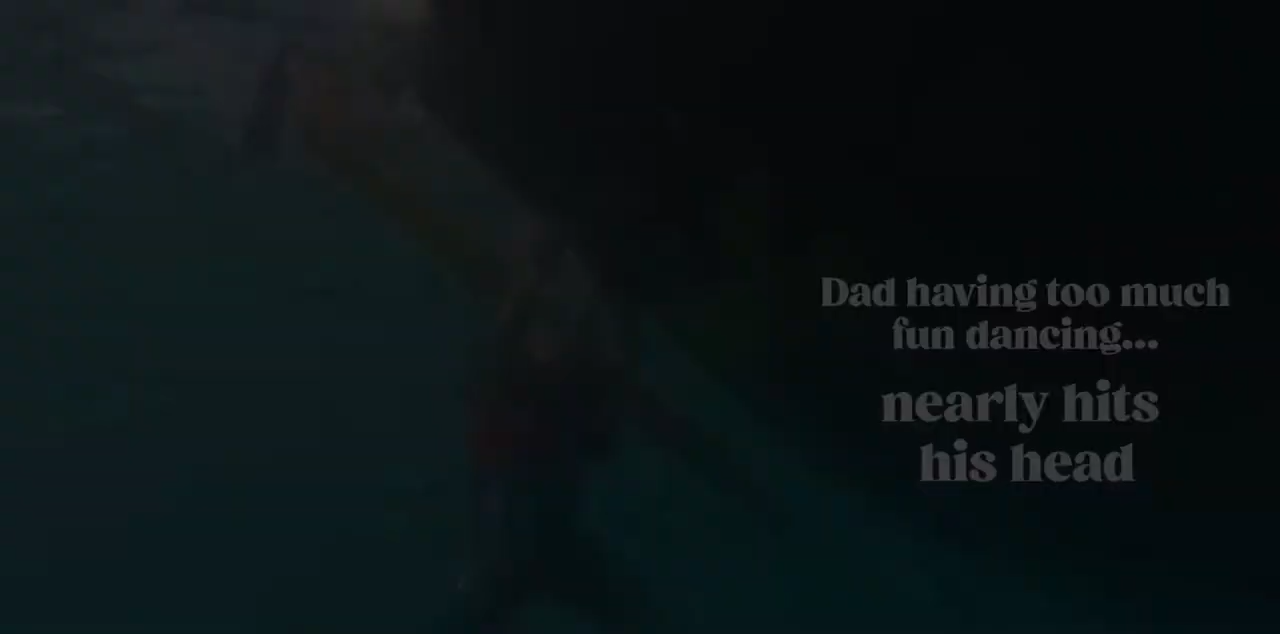 Dad having too much
fun dancing...
nearly hits
his head